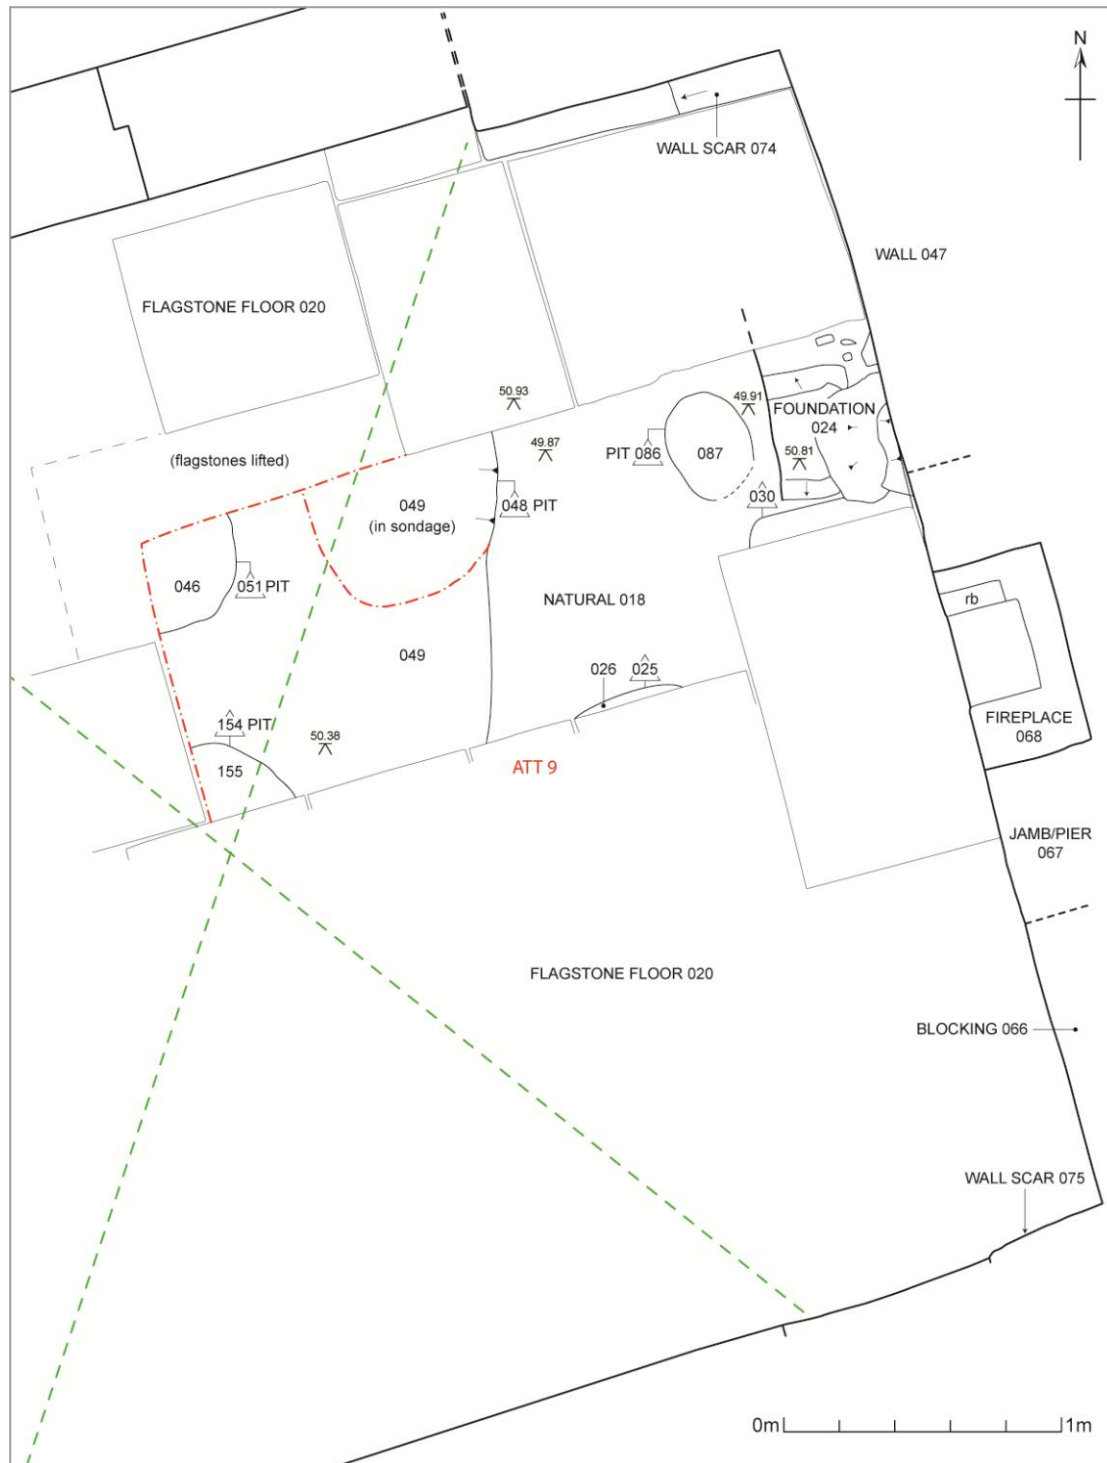 N
WALL SCAR 074
WALL 047
FLAGSTONE FLOOR 020
50.93
49.91
FOUNDATION
024
49.87
PIT 086
087
50.81
(flagstones lifted)
049
(in sondage)
048 PIT
030
046
051 PIT
NATURAL 018
rb
049
026
025
FIREPLACE
068
154 PIT
50.38
155
ATT 9
JAMB/PIER
067
FLAGSTONE FLOOR 020
BLOCKING 066
WALL SCAR 075
0m
1m